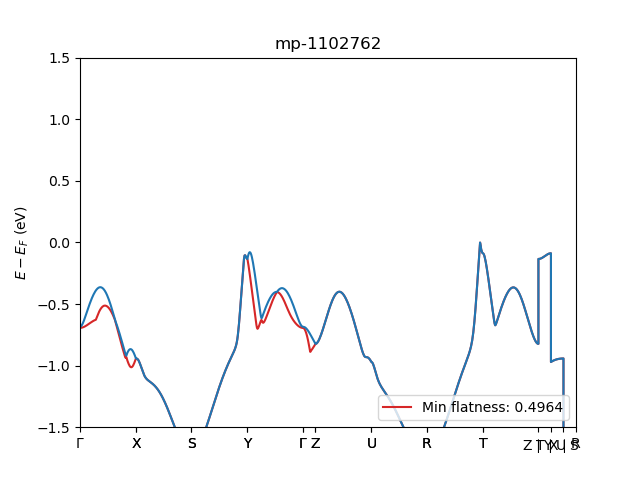 mp-1102762
E − E_F (eV)
1.5
1.0
0.5
0.0
−0.5
−1.0
−1.5
Min flatness: 0.4964
Γ X S Y Γ Z U R T Z | T Y | X U | S R